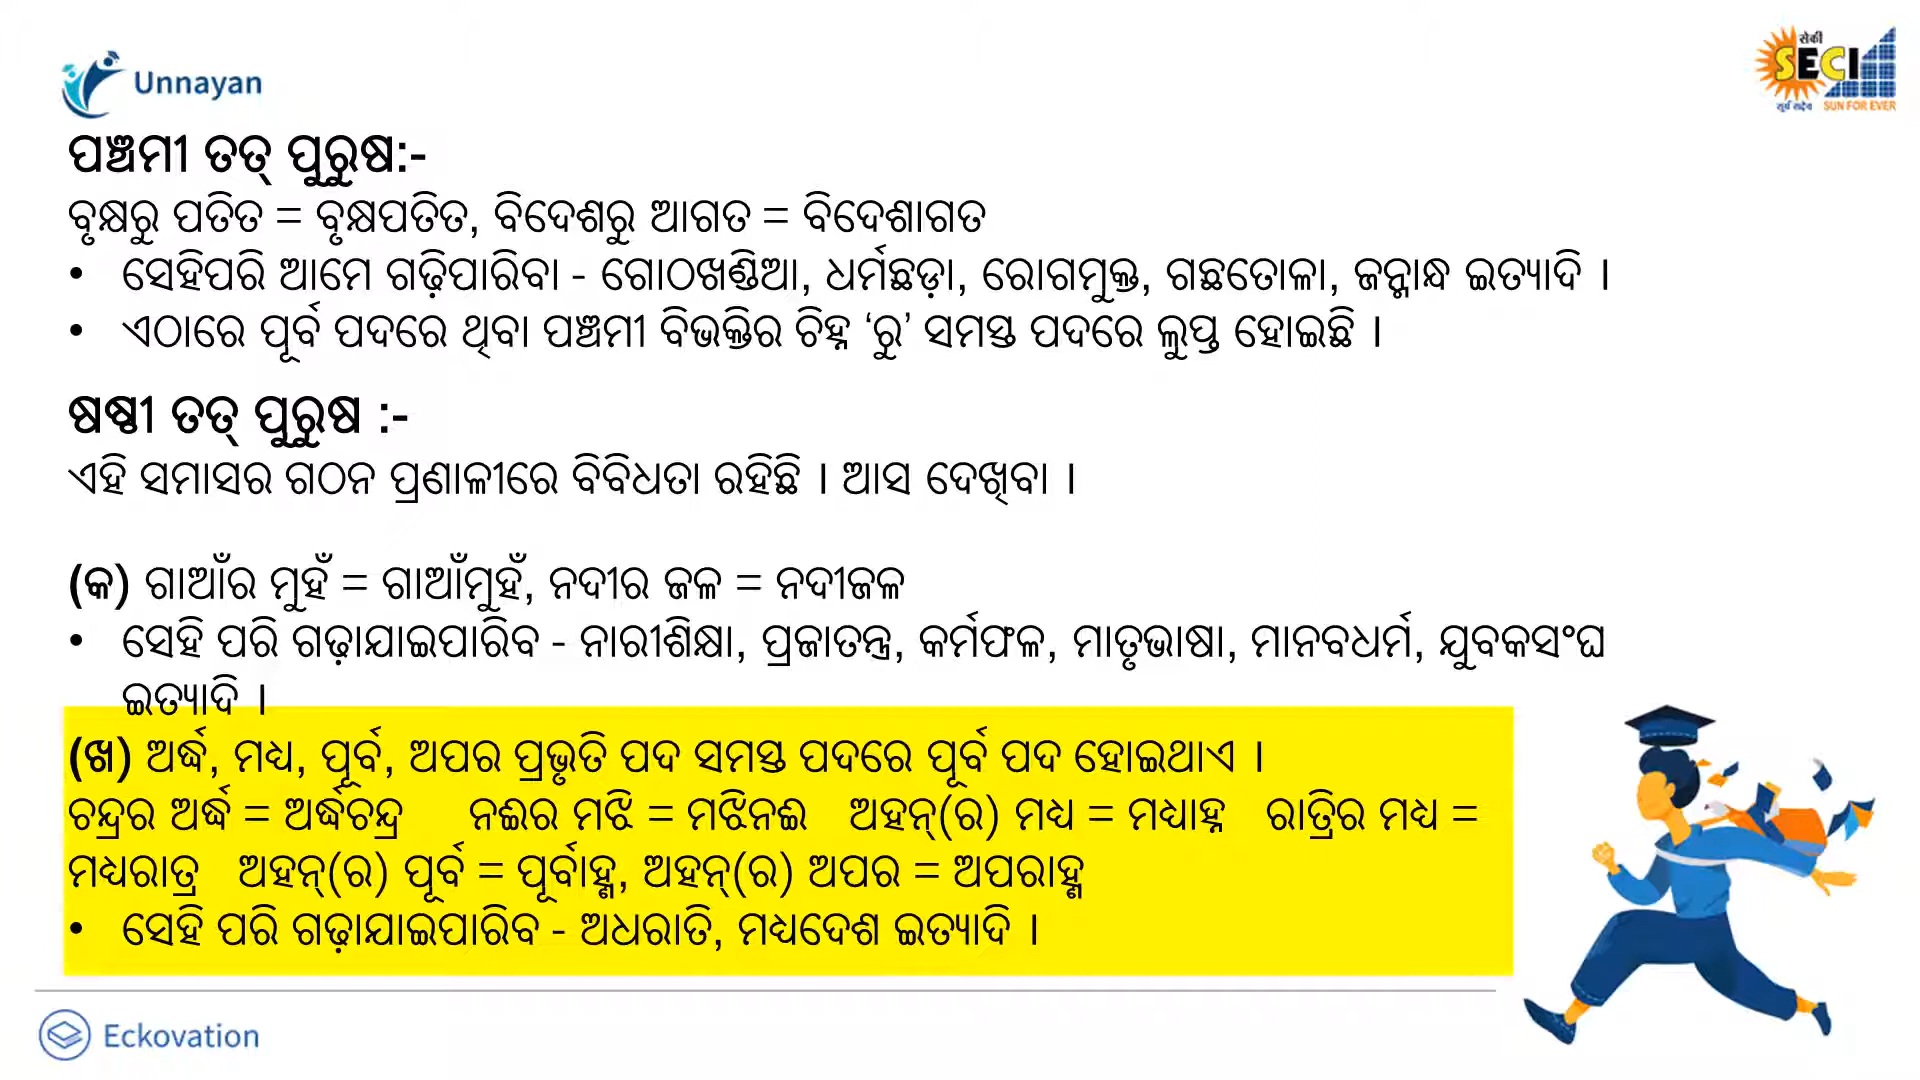 Unnayan
सेकी
SECI
सूर्य सदैव SUN FOR EVER
ପଞ୍ଚମୀ ତତ୍ ପୁରୁଷ:-
ବୃକ୍ଷରୁ ପତିତ = ବୃକ୍ଷପତିତ, ବିଦେଶରୁ ଆଗତ = ବିଦେଶାଗତ
• ସେହିପରି ଆମେ ଗଢ଼ିପାରିବା - ଗୋଠଖଣ୍ଡିଆ, ଧର୍ମଛଡ଼ା, ରୋଗମୁକ୍ତ, ଗଛତୋଳା, ଜନ୍ମାନ୍ଧ ଇତ୍ୟାଦି ।
• ଏଠାରେ ପୂର୍ବ ପଦରେ ଥିବା ପଞ୍ଚମୀ ବିଭକ୍ତିର ଚିହ୍ନ ‘ରୁ’ ସମସ୍ତ ପଦରେ ଲୁପ୍ତ ହୋଇଛି ।
ଷଷ୍ଠୀ ତତ୍ ପୁରୁଷ :-
ଏହି ସମାସର ଗଠନ ପ୍ରଣାଳୀରେ ବିବିଧତା ରହିଛି । ଆସ ଦେଖିବା ।
(କ) ଗାଆଁର ମୁହଁ = ଗାଆଁମୁହଁ, ନଦୀର ଜଳ = ନଦୀଜଳ
• ସେହି ପରି ଗଢ଼ାଯାଇପାରିବ - ନାରୀଶିକ୍ଷା, ପ୍ରଜାତନ୍ତ୍ର, କର୍ମଫଳ, ମାତୃଭାଷା, ମାନବଧର୍ମ, ଯୁବକସଂଘ
ଇତ୍ୟାଦି ।
(ଖ) ଅର୍ଦ୍ଧ, ମଧ୍ୟ, ପୂର୍ବ, ଅପର ପ୍ରଭୃତି ପଦ ସମସ୍ତ ପଦରେ ପୂର୍ବ ପଦ ହୋଇଥାଏ ।
ଚନ୍ଦ୍ରର ଅର୍ଦ୍ଧ = ଅର୍ଦ୍ଧଚନ୍ଦ୍ର ନଈର ମଝି = ମଝିନଈ ଅହନ୍(ର) ମଧ୍ୟ = ମଧ୍ୟାହ୍ନ ରାତ୍ରିର ମଧ୍ୟ =
ମଧ୍ୟରାତ୍ର ଅହନ୍(ର) ପୂର୍ବ = ପୂର୍ବାହ୍ଣ, ଅହନ୍(ର) ଅପର = ଅପରାହ୍ଣ
• ସେହି ପରି ଗଢ଼ାଯାଇପାରିବ - ଅଧରାତି, ମଧ୍ୟଦେଶ ଇତ୍ୟାଦି ।
Eckovation